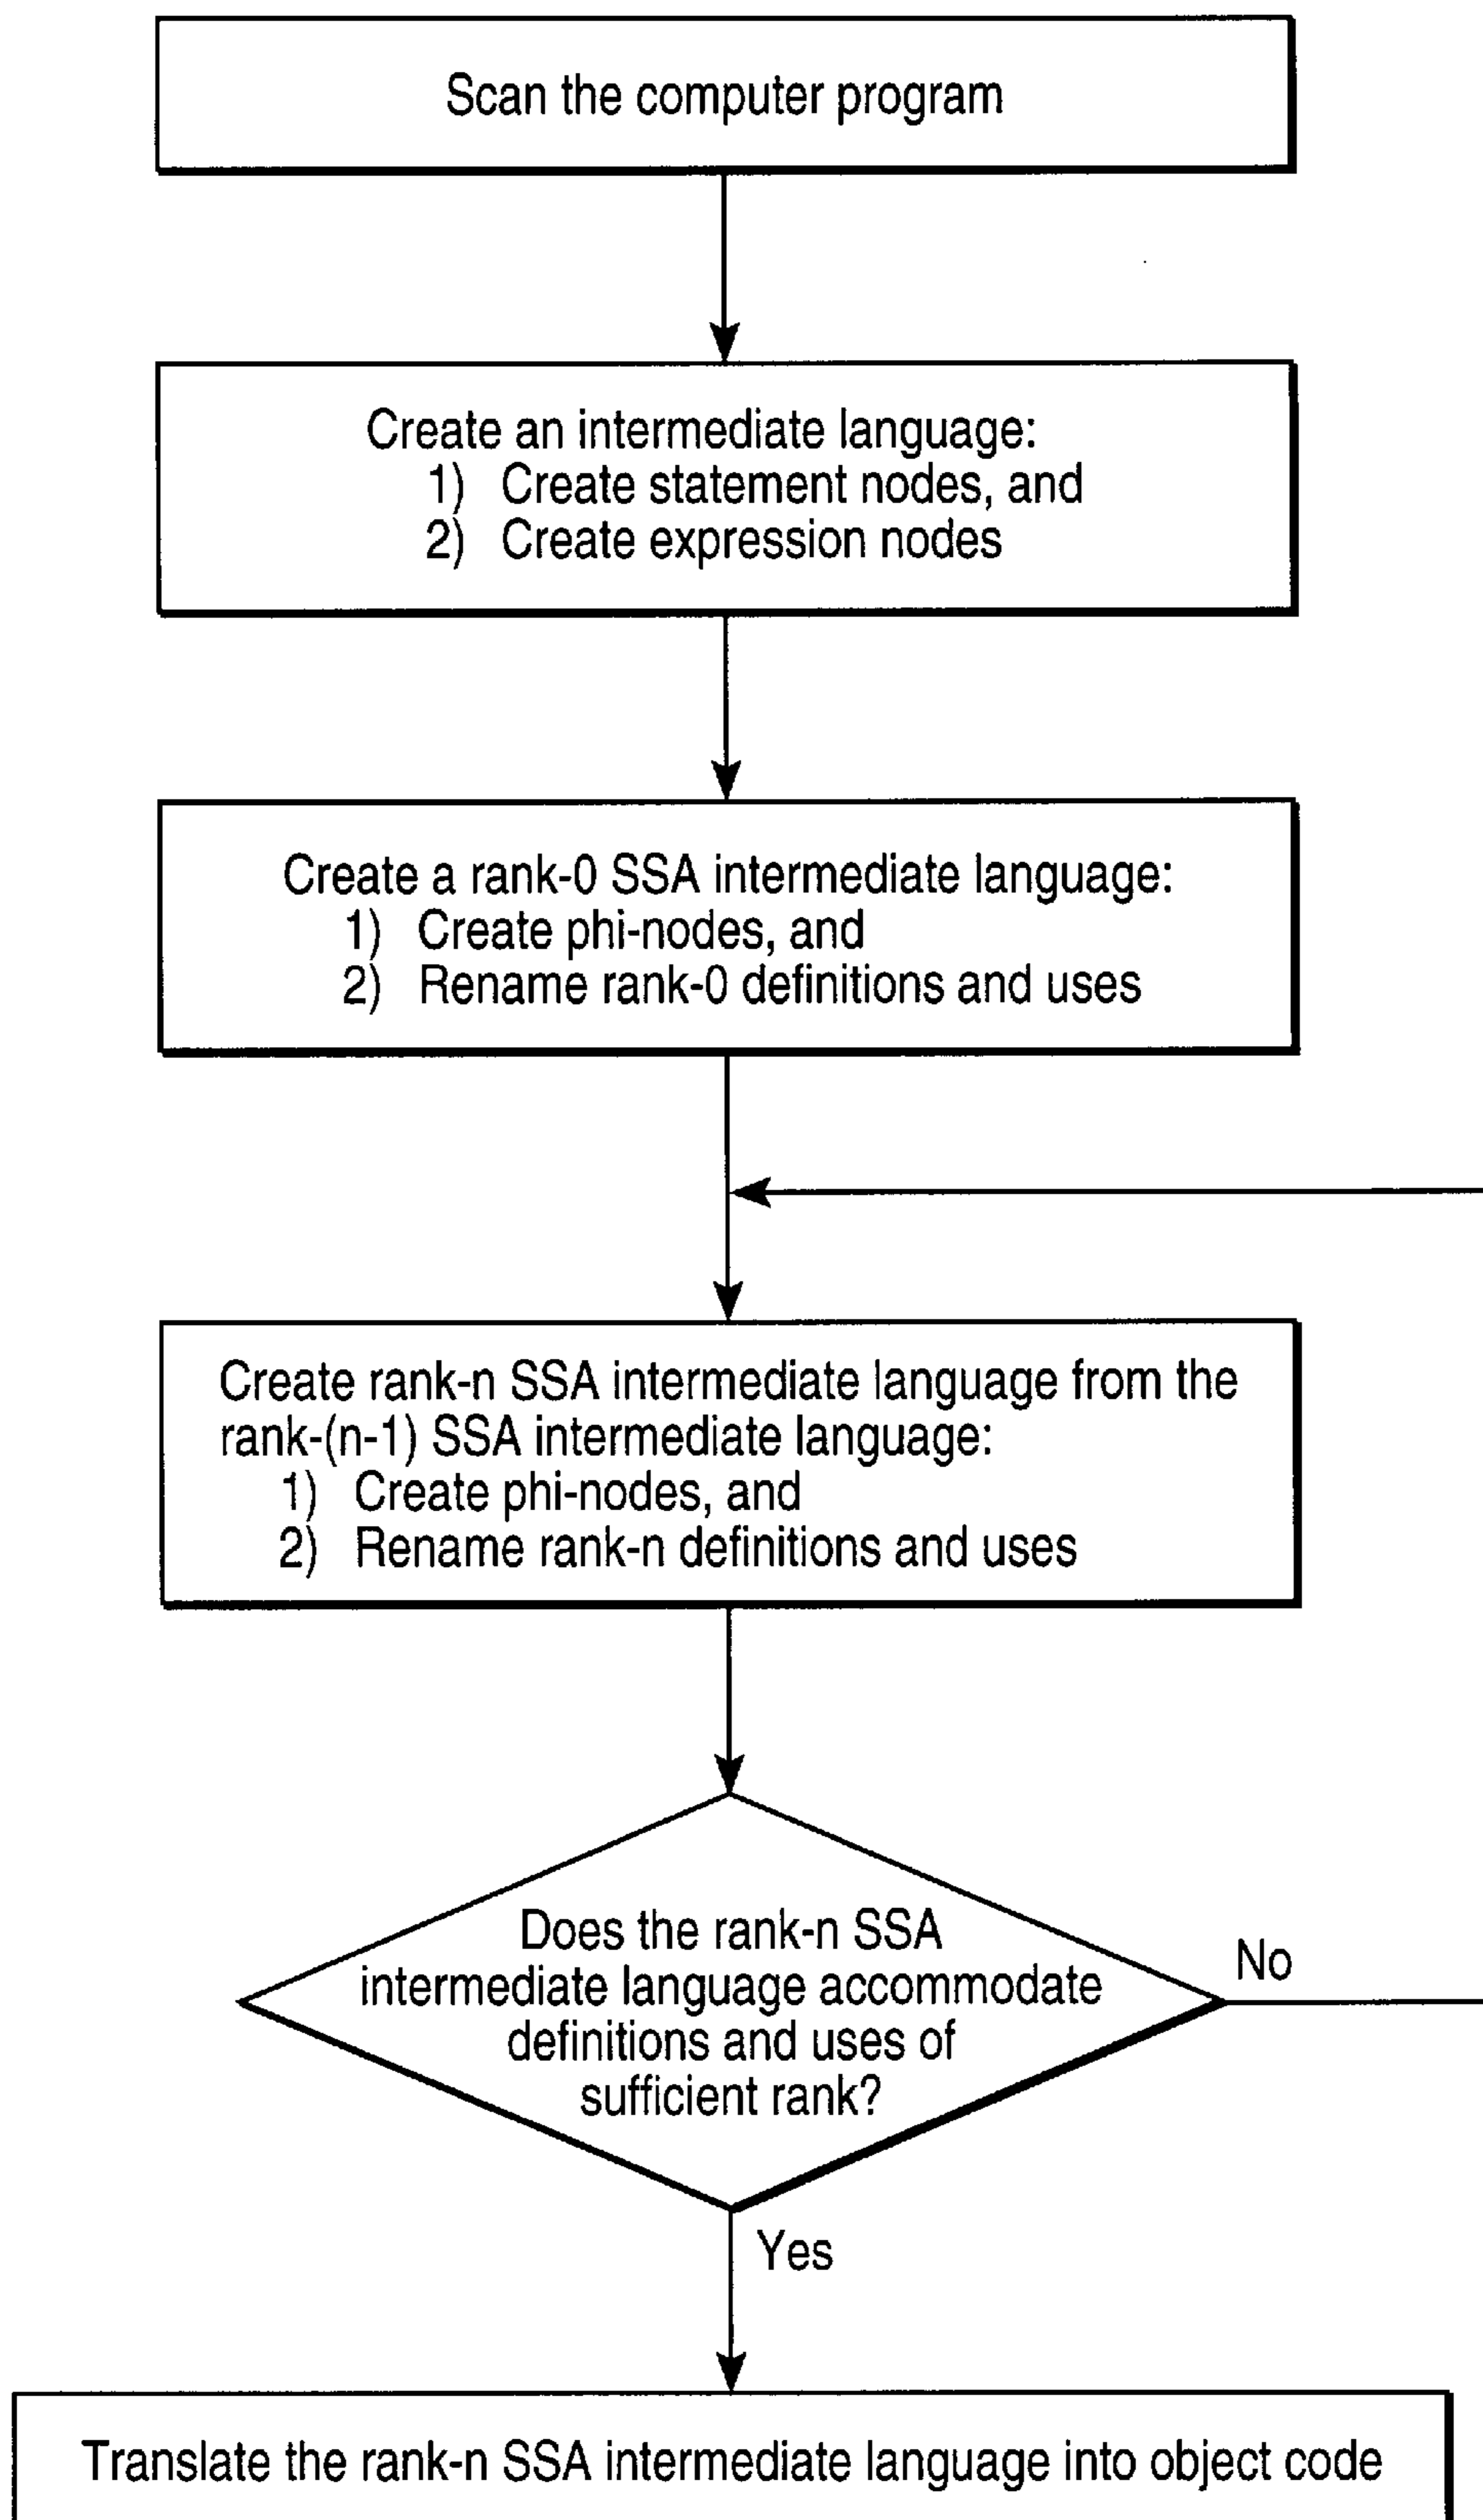 Scan the computer program
Create an intermediate language:
1) Create statement nodes, and
2) Create expression nodes
Create a rank-0 SSA intermediate language:
1) Create phi-nodes, and
2) Rename rank-0 definitions and uses
Create rank-n SSA intermediate language from the
rank-(n-1) SSA intermediate language:
1) Create phi-nodes, and
2) Rename rank-n definitions and uses
Does the rank-n SSA
intermediate language accommodate
definitions and uses of
sufficient rank?
No
Yes
Translate the rank-n SSA intermediate language into object code